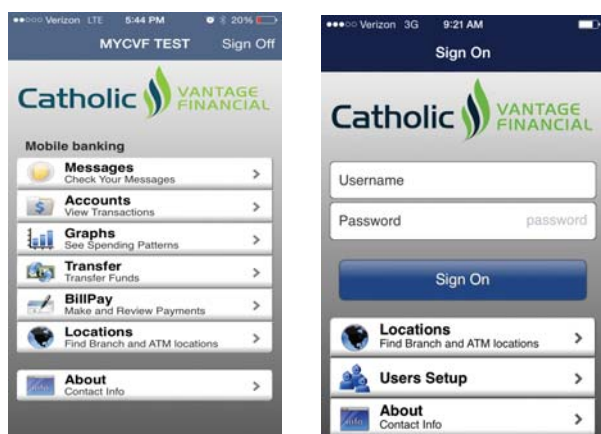 Verizon LTE 5:44 PM 20%
MYCVF TEST Sign Off
Catholic VANTAGE
FINANCIAL
Mobile banking
Messages
Check Your Messages
Accounts
View Transactions
Graphs
See Spending Patterns
Transfer
Transfer Funds
BillPay
Make and Review Payments
Locations
Find Branch and ATM locations
About
Contact Info
Verizon 3G 9:21 AM
Sign On
Catholic VANTAGE
FINANCIAL
Username
Password password
Sign On
Locations
Find Branch and ATM locations
Users Setup
About
Contact Info